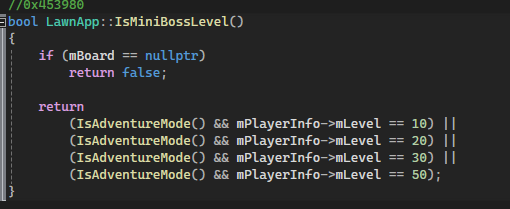 //0x453980
bool LawnApp::IsMiniBossLevel()
{
    if (mBoard == nullptr)
        return false;

    return
        (IsAdventureMode() && mPlayerInfo->mLevel == 10) ||
        (IsAdventureMode() && mPlayerInfo->mLevel == 20) ||
        (IsAdventureMode() && mPlayerInfo->mLevel == 30) ||
        (IsAdventureMode() && mPlayerInfo->mLevel == 50);
}